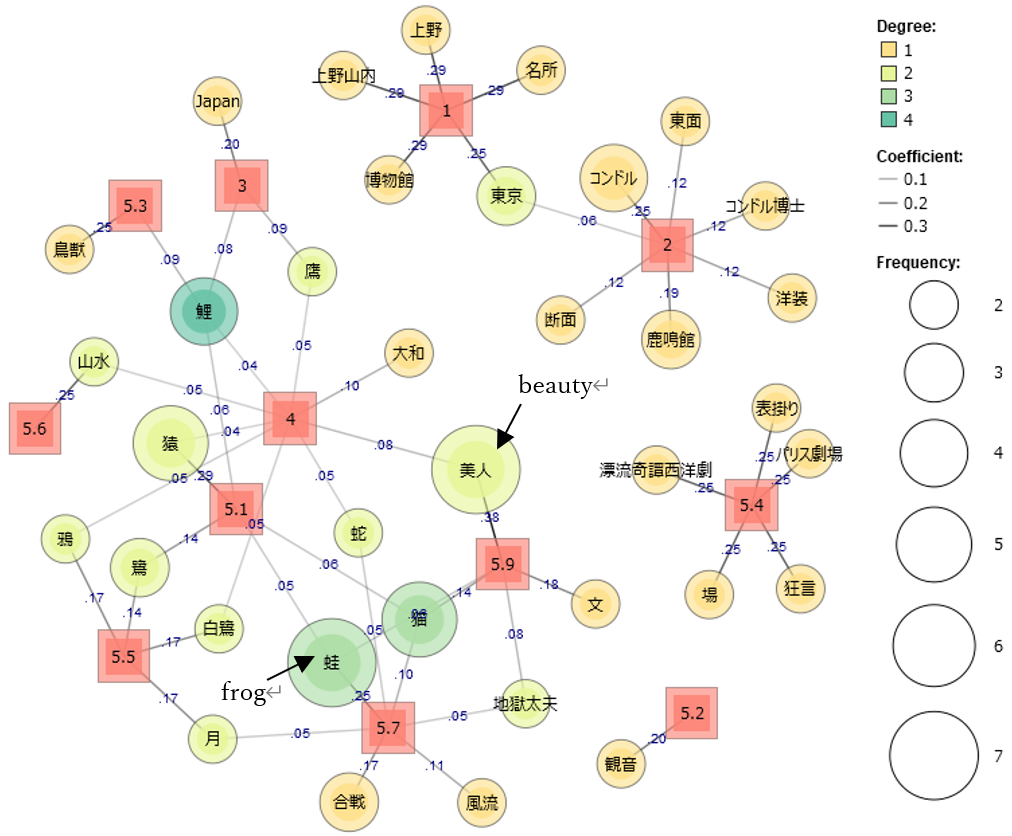 上野
上野山内
名所
Degree:
1
2
3
4
.29
.29
.29
Japan
1
東面
.29
.25
博物館
コンドル
東京
.20
3
Coefficient:
0.1
0.2
0.3
.12
5.3
.25
コンドル博士
.12
.06
2
鳥獣
.25
.09
.08
.09
鷹
.12
Frequency:
2
鯉
.12
.19
洋装
断面
鹿鳴館
.05
大和
山水
.04
3
.05
.10
.25
beauty
.06
表掛り
5.6
猿
.04
4
.08
美人
.25
パリス劇場
4
漂流奇譚西洋劇
.25
.05
.29
.05
.25
5.1
.05
.38
5.4
鴉
.14
蛇
.25
.25
5
鷺
.06
5.9
.05
.14
.18
場
狂言
.17
.14
.06
猫
文
白鷺
.05
.08
5.5
.17
蛙
6
.10
frog
.25
.17
地獄太夫
5.2
月
.05
5.7
.05
.20
観音
7
.17
.11
合戦
風流